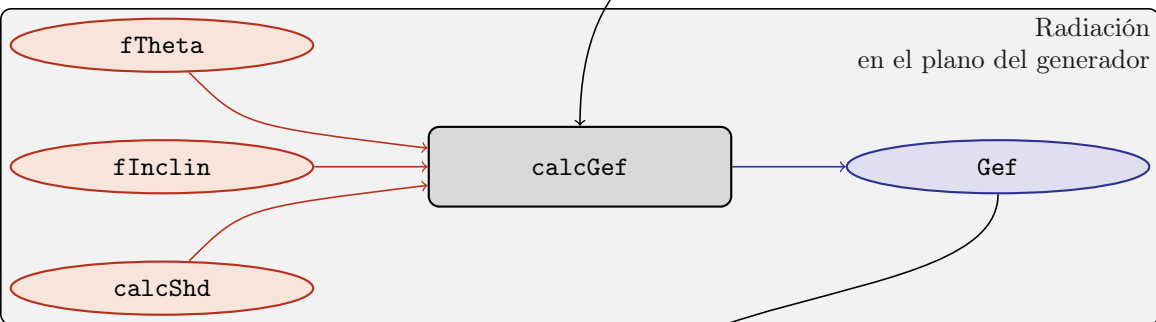 fTheta
Radiación
en el plano del generador
fInclin
calcGef
Gef
calcShd